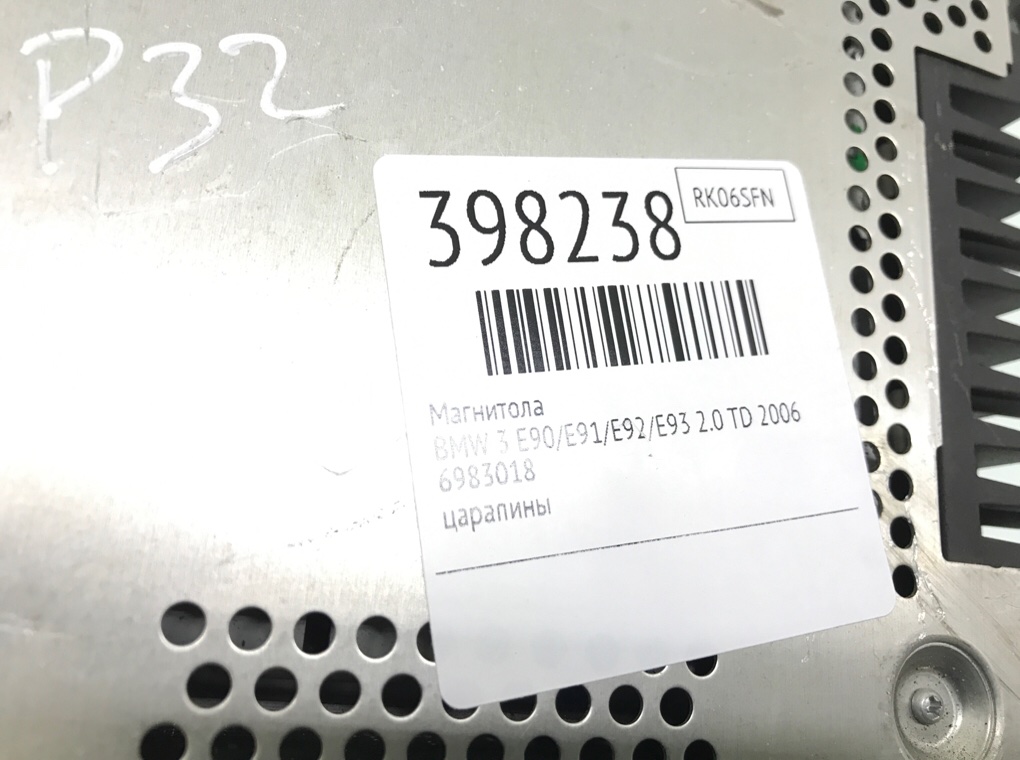 P32
398238
RK06SFN
Магнитола
BMW 3 E90/E91/E92/E93 2.0 TD 2006
6983018
царапины